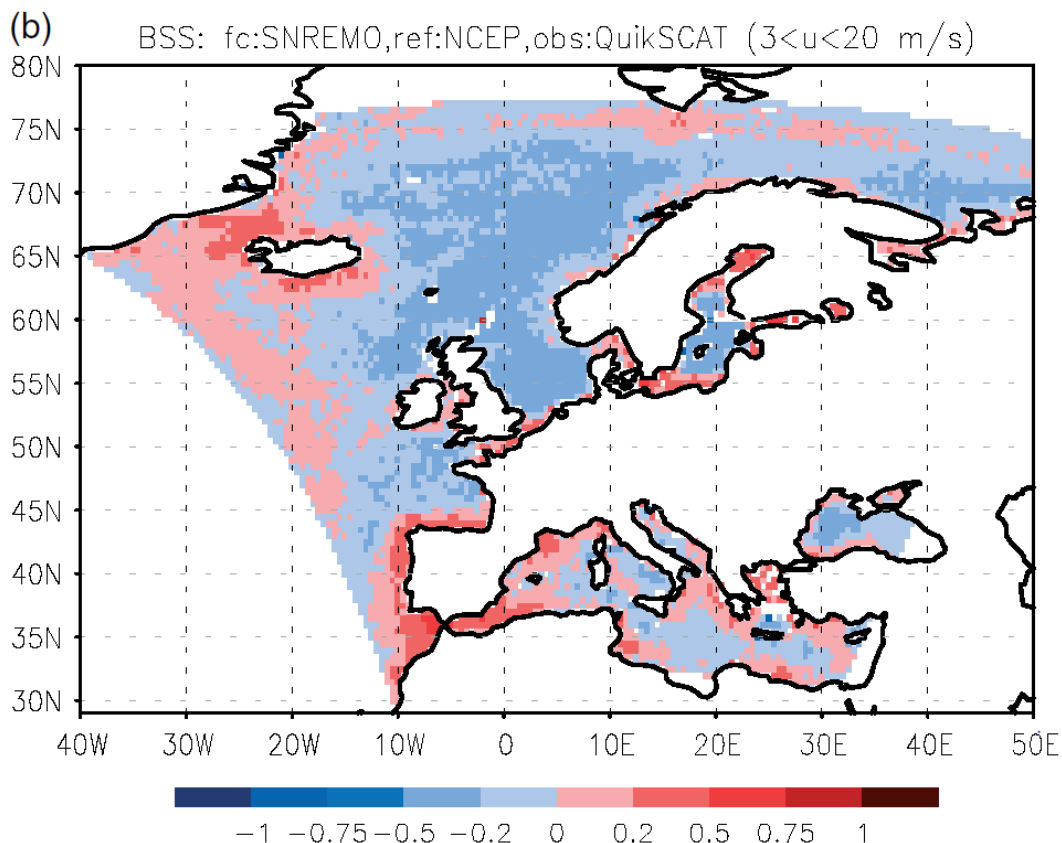 (b)
BSS: fc:SNREMO,ref:NCEP,obs:QuikSCAT (3<u<20 m/s)
80N
75N
70N
65N
60N
55N
50N
45N
40N
35N
30N
40W 30W 20W 10W 0 10E 20E 30E 40E 50E
−1 −0.75 −0.5 −0.2 0 0.2 0.5 0.75 1